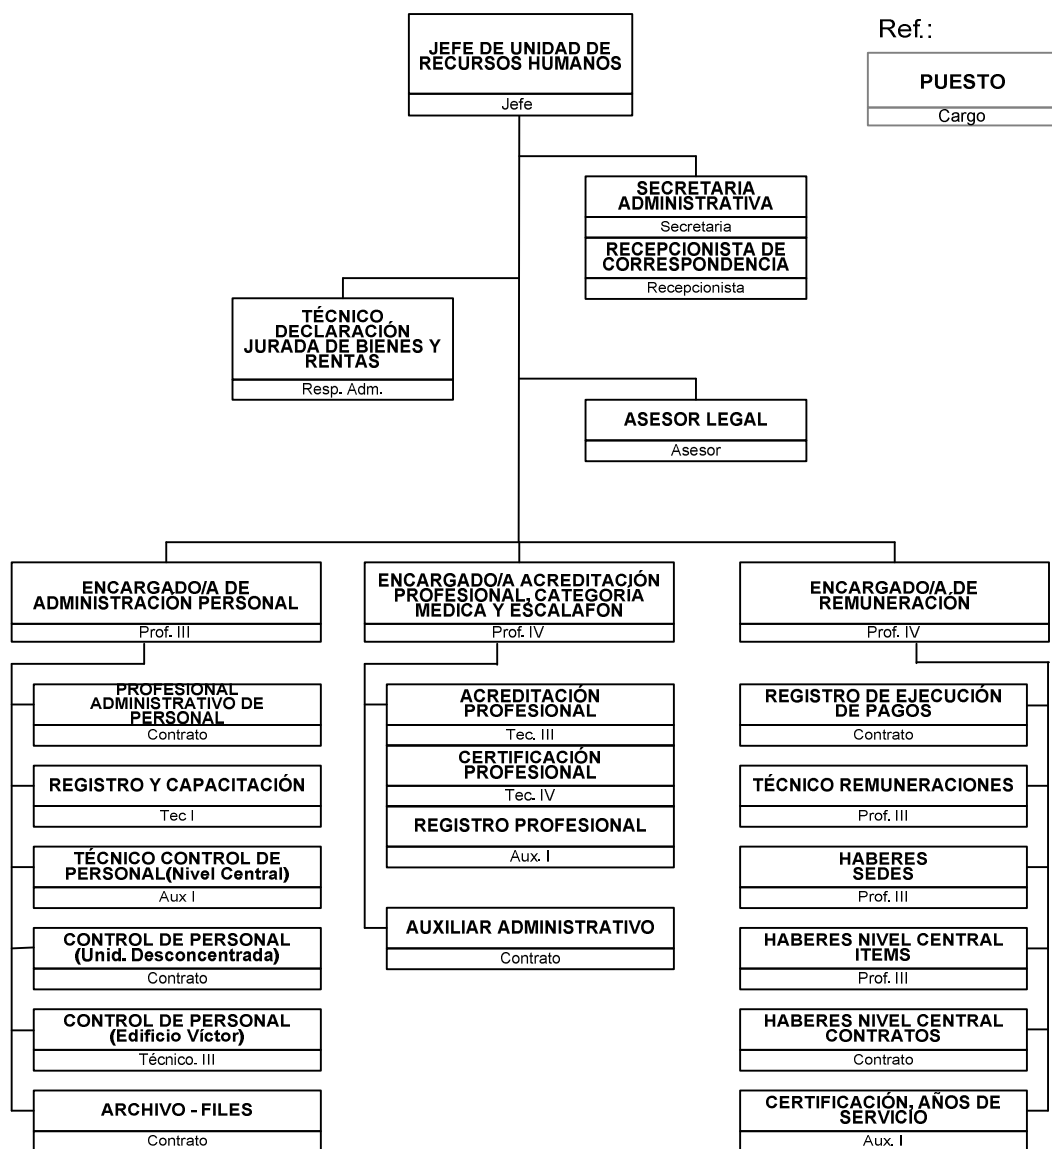 Ref.:
PUESTO
Cargo
JEFE DE UNIDAD DE
RECURSOS HUMANOS
Jefe
SECRETARIA
ADMINISTRATIVA
Secretaria
RECEPCIONISTA DE
CORRESPONDENCIA
Recepcionista
TÉCNICO
DECLARACIÓN
JURADA DE BIENES Y
RENTAS
Resp. Adm.
ASESOR LEGAL
Asesor
ENCARGADO/A DE
ADMINISTRACIÓN PERSONAL
Prof. III
PROFESIONAL
ADMINISTRATIVO DE
PERSONAL
Contrato
REGISTRO Y CAPACITACIÓN
Tec I
TÉCNICO CONTROL DE
PERSONAL(Nivel Central)
Aux I
CONTROL DE PERSONAL
(Unid. Desconcentrada)
Contrato
CONTROL DE PERSONAL
(Edificio Víctor)
Técnico. III
ARCHIVO - FILES
Contrato
ENCARGADO/A ACREDITACIÓN
PROFESIONAL, CATEGORIA
MEDICA Y ESCALAFON
Prof. IV
ACREDITACIÓN
PROFESIONAL
Tec. III
CERTIFICACIÓN
PROFESIONAL
Tec. IV
REGISTRO PROFESIONAL
Aux. I
AUXILIAR ADMINISTRATIVO
Contrato
ENCARGADO/A DE
REMUNERACIÓN
Prof. IV
REGISTRO DE EJECUCIÓN
DE PAGOS
Contrato
TÉCNICO REMUNERACIONES
Prof. III
HABERES
SEDES
Prof. III
HABERES NIVEL CENTRAL
ITEMS
Prof. III
HABERES NIVEL CENTRAL
CONTRATOS
Contrato
CERTIFICACIÓN, AÑOS DE
SERVICIO
Aux. I